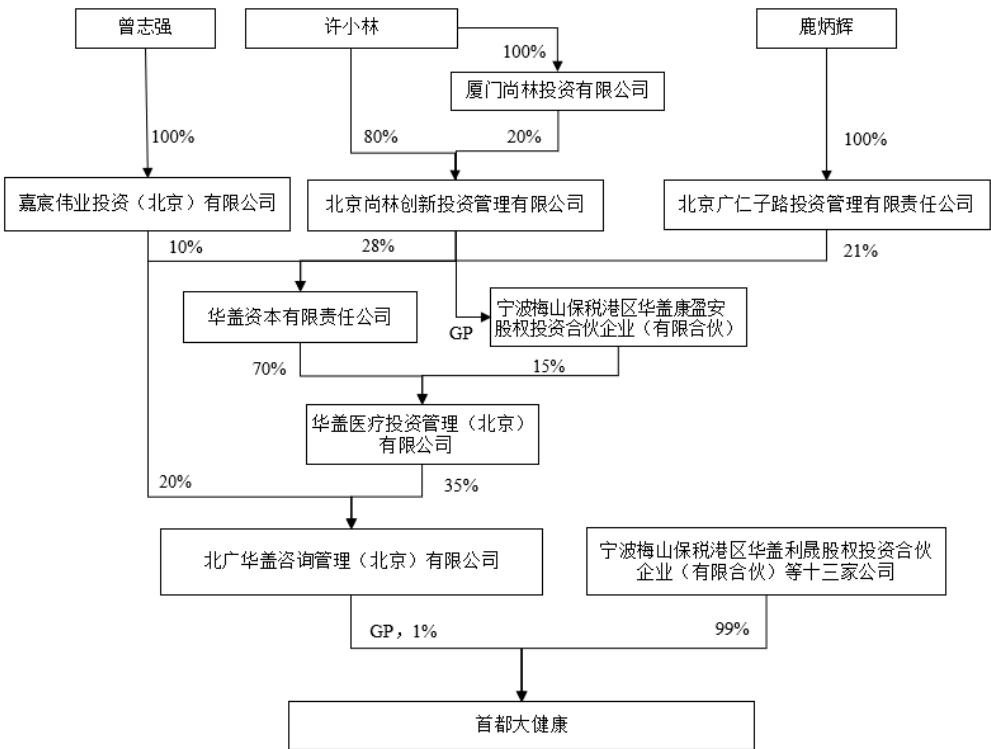 曾志强
许小林
鹿炳辉
100%
厦门尚林投资有限公司
100%
80%
20%
100%
嘉宸伟业投资（北京）有限公司
北京尚林创新投资管理有限公司
北京广仁子路投资管理有限责任公司
10%
28%
21%
华盖资本有限责任公司
宁波梅山保税港区华盖康盈安
股权投资合伙企业（有限合伙）
GP
70%
15%
华盖医疗投资管理（北京）
有限公司
20%
35%
北广华盖咨询管理（北京）有限公司
宁波梅山保税港区华盖利晟股权投资合伙
企业（有限合伙）等十三家公司
GP，1%
99%
首都大健康